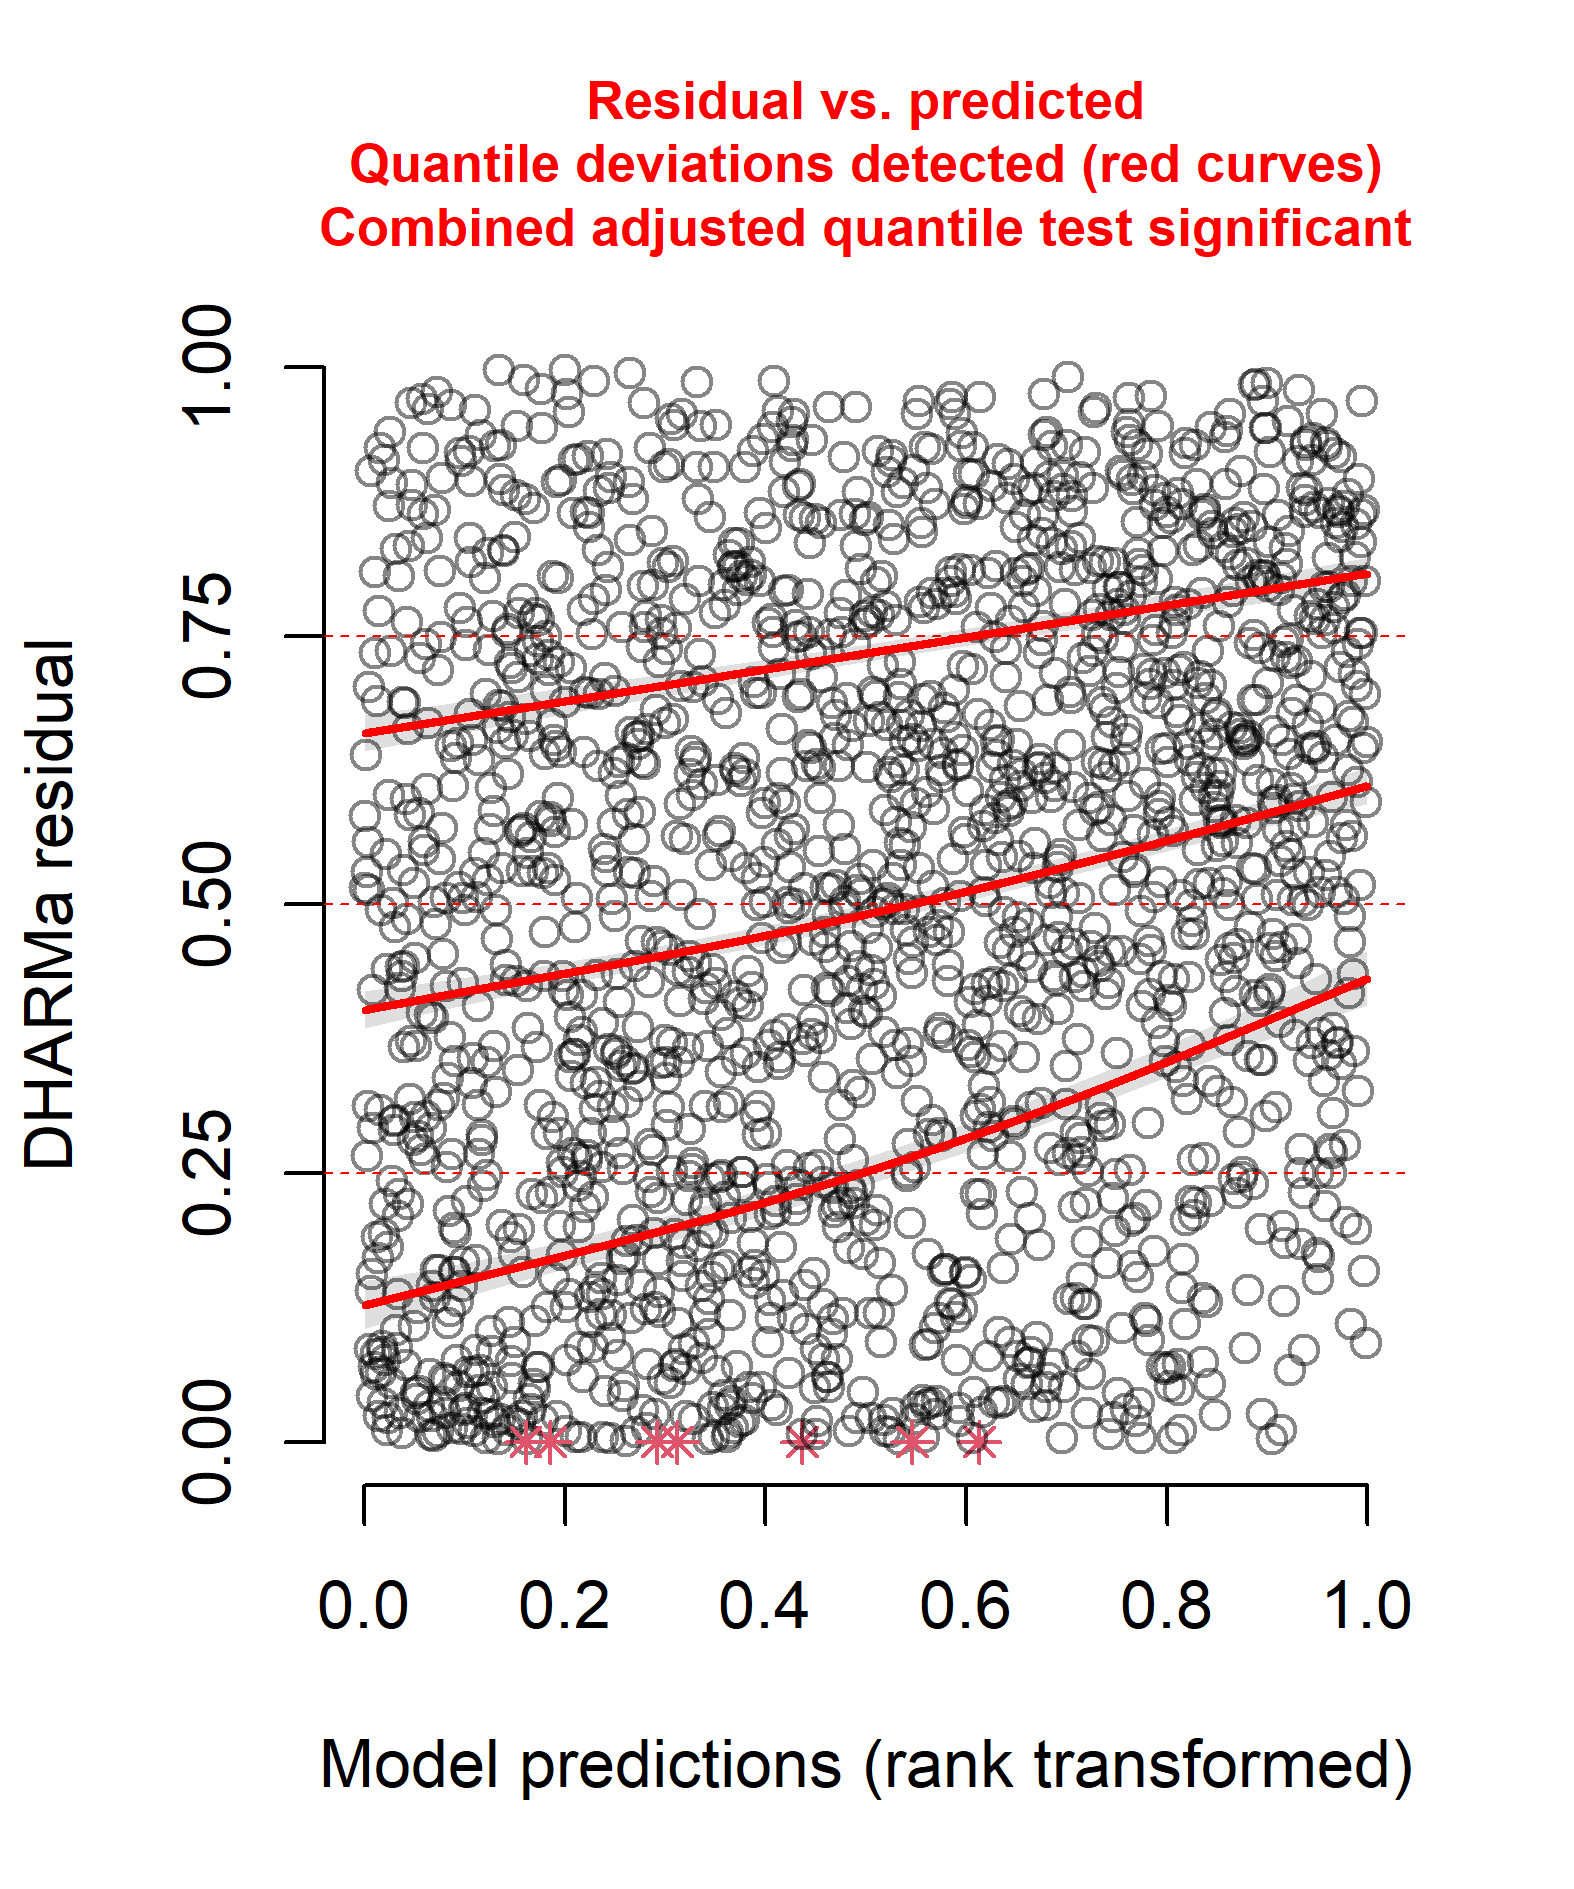 Residual vs. predicted
Quantile deviations detected (red curves)
Combined adjusted quantile test significant
DHARMa residual
1.00
0.75
0.50
0.25
0.00
0.0 0.2 0.4 0.6 0.8 1.0
Model predictions (rank transformed)